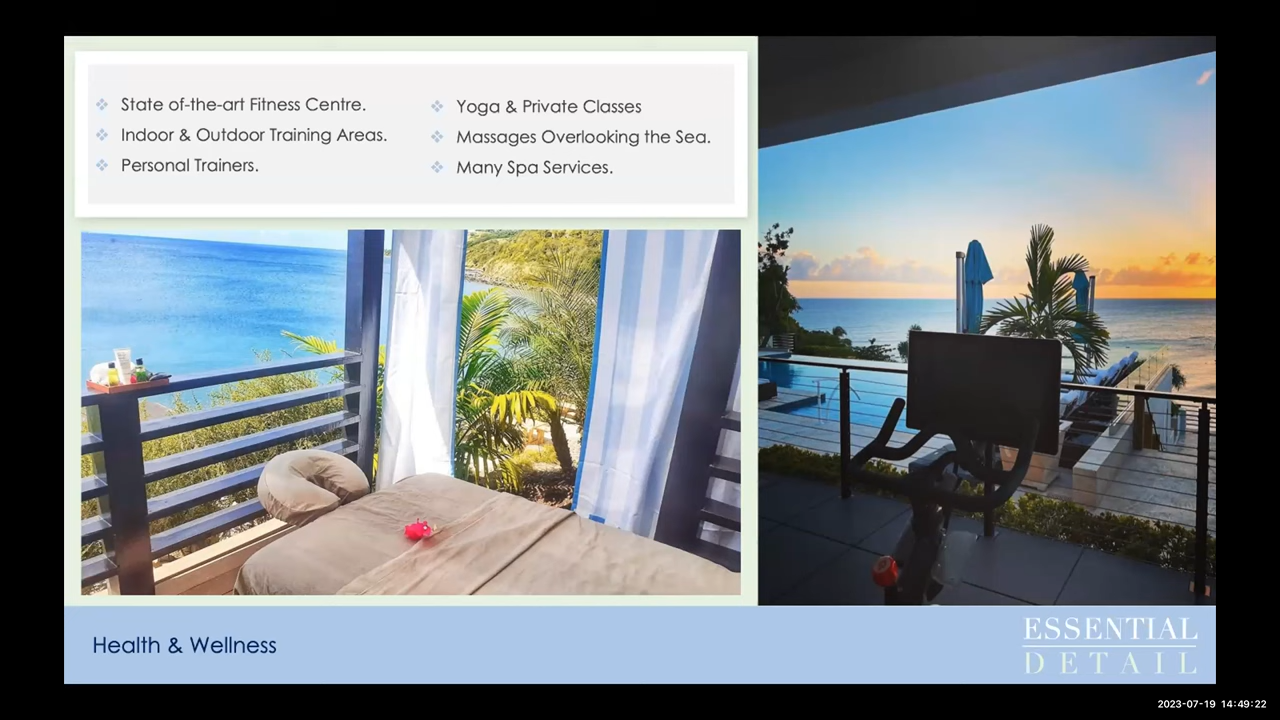 State of-the-art Fitness Centre.
Indoor & Outdoor Training Areas.
Personal Trainers.
Yoga & Private Classes
Massages Overlooking the Sea.
Many Spa Services.
Health & Wellness
ESSENTIAL
DETAIL
2023-07-19 14:49:22